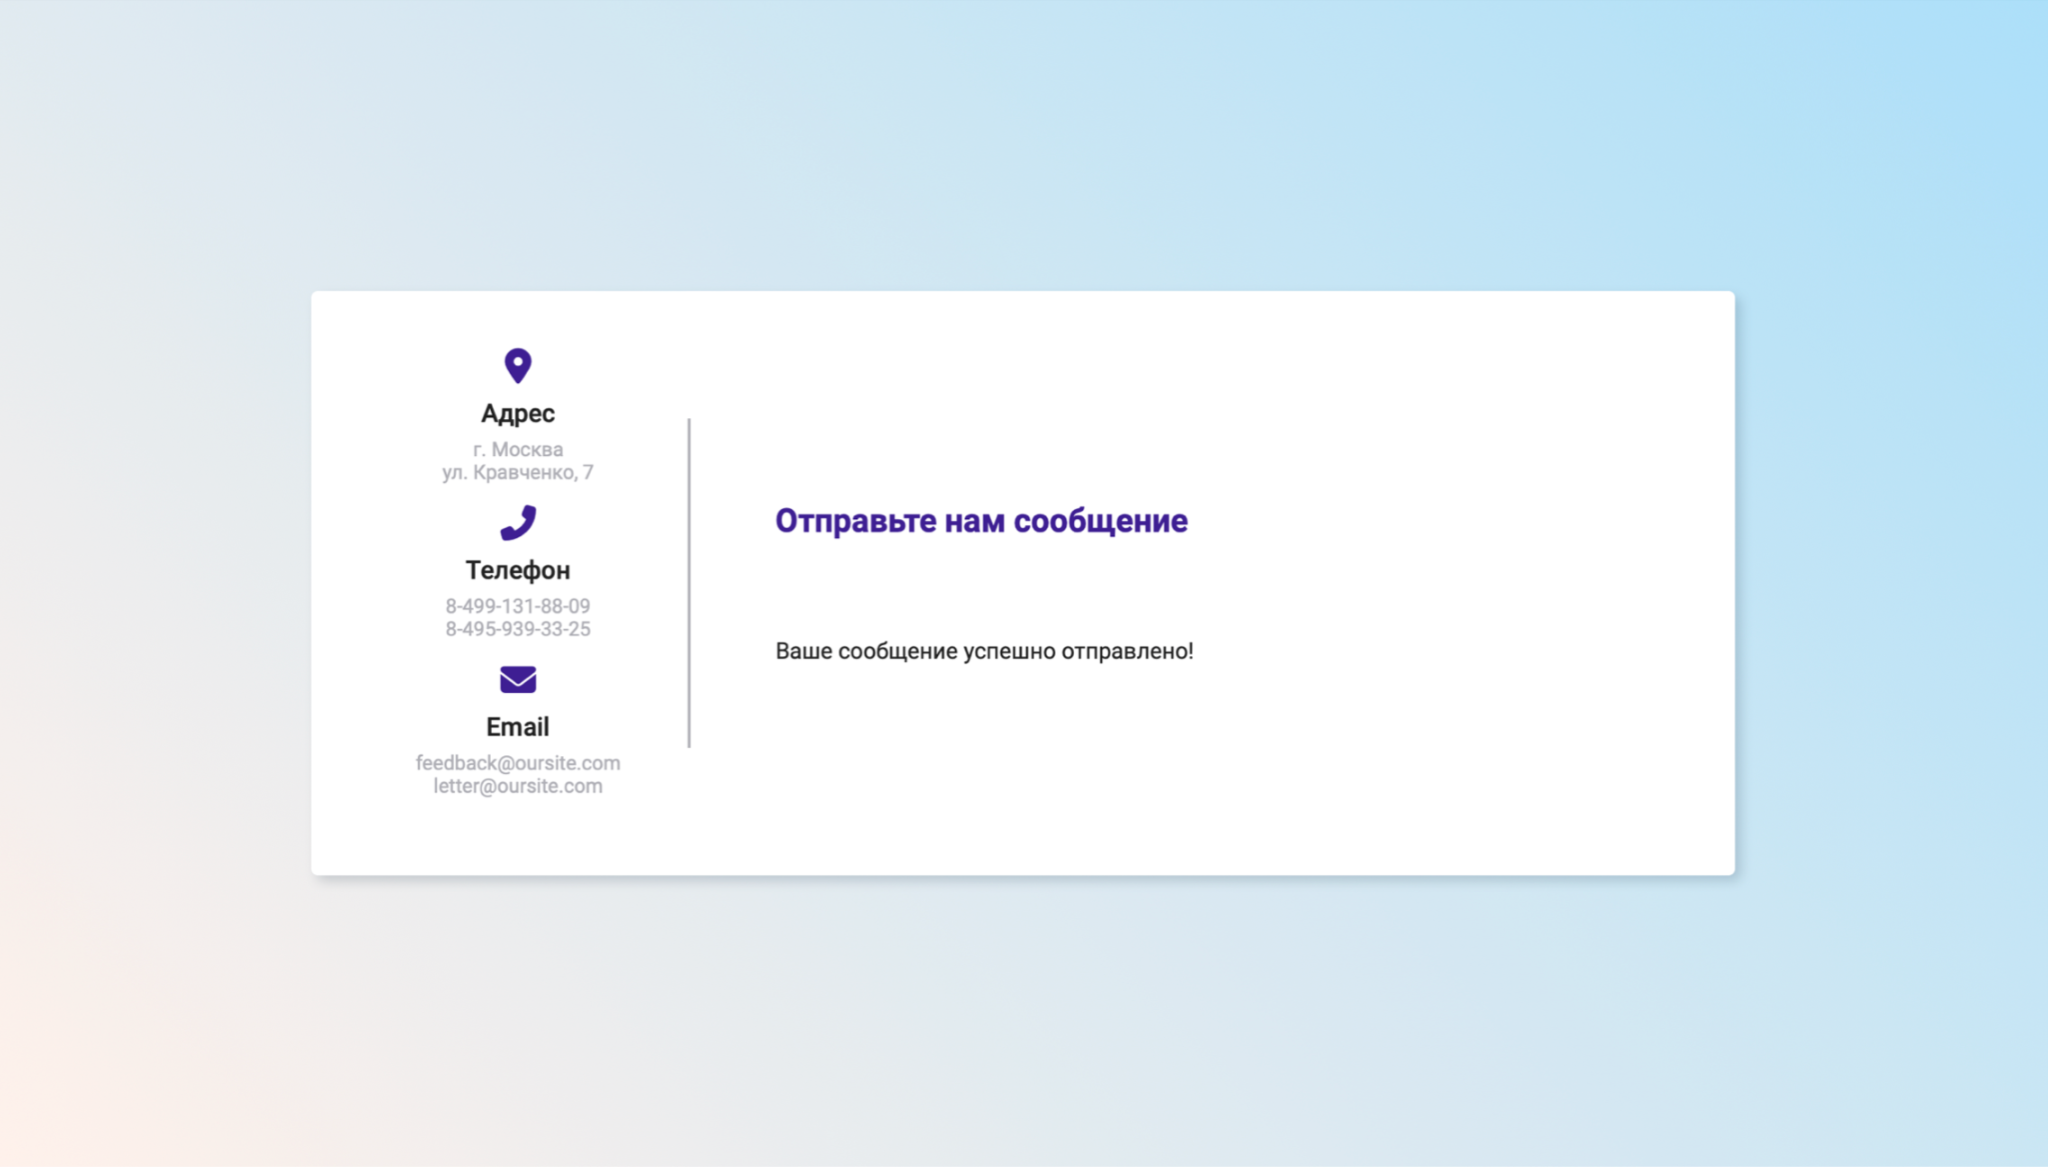 Адрес
г. Москва
ул. Кравченко, 7
Телефон
8-499-131-88-09
8-495-939-33-25
Email
feedback@oursite.com
letter@oursite.com
Отправьте нам сообщение
Ваше сообщение успешно отправлено!